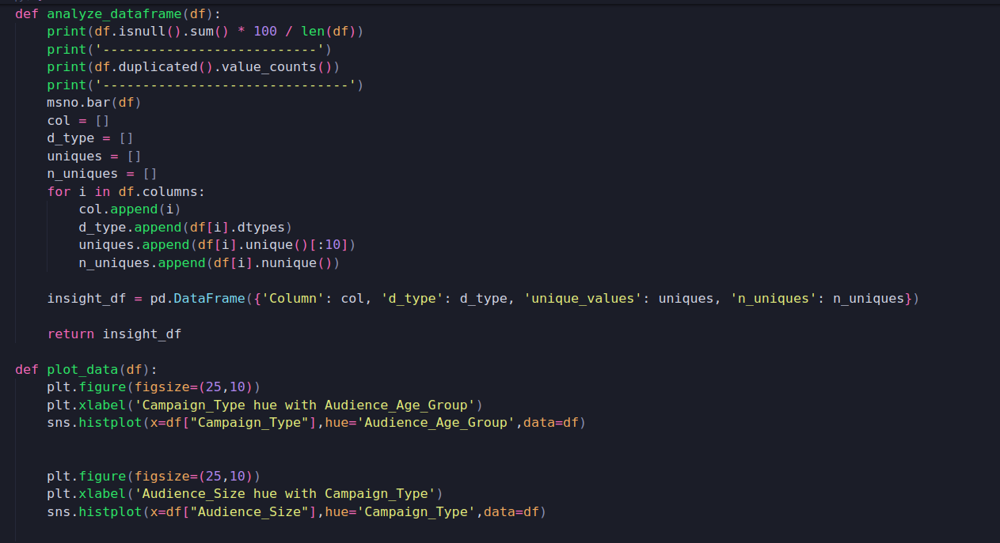 def analyze_dataframe(df):
    print(df.isnull().sum() * 100 / len(df))
    print('---------------------------')
    print(df.duplicated().value_counts())
    print('-------------------------------')
    msno.bar(df)
    col = []
    d_type = []
    uniques = []
    n_uniques = []
    for i in df.columns:
        col.append(i)
        d_type.append(df[i].dtypes)
        uniques.append(df[i].unique()[:10])
        n_uniques.append(df[i].nunique())

    insight_df = pd.DataFrame({'Column': col, 'd_type': d_type, 'unique_values': uniques, 'n_uniques': n_uniques})

    return insight_df

def plot_data(df):
    plt.figure(figsize=(25,10))
    plt.xlabel('Campaign_Type hue with Audience_Age_Group')
    sns.histplot(x=df["Campaign_Type"],hue='Audience_Age_Group',data=df)


    plt.figure(figsize=(25,10))
    plt.xlabel('Audience_Size hue with Campaign_Type')
    sns.histplot(x=df["Audience_Size"],hue='Campaign_Type',data=df)